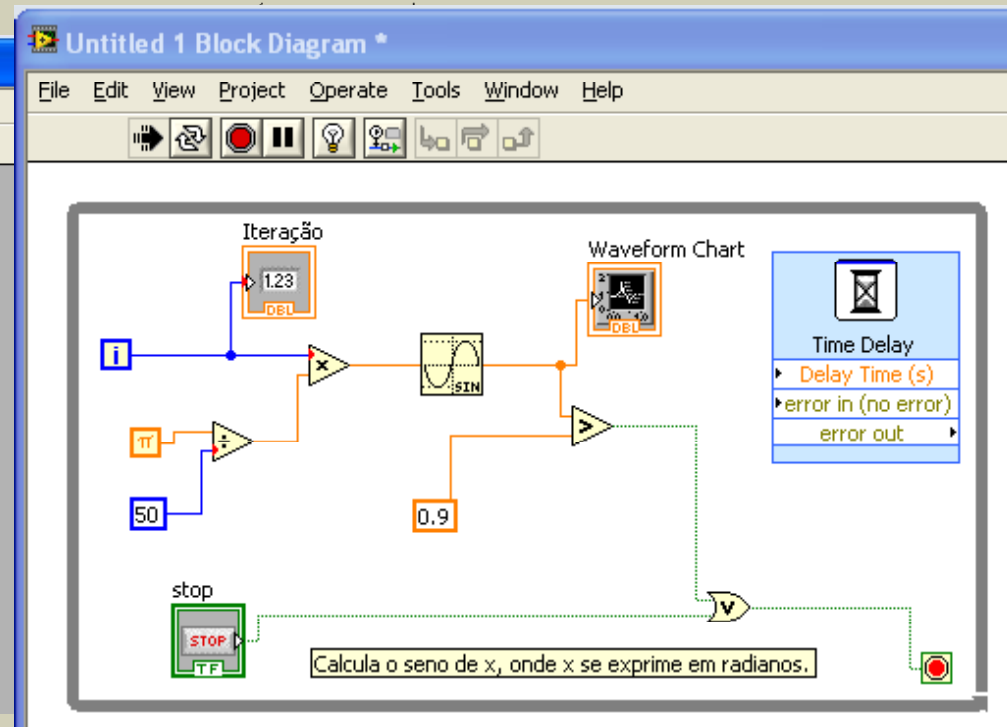 Untitled 1 Block Diagram *
File Edit View Project Operate Tools Window Help
Iteração
1.23
DBL
Waveform Chart
DBL
Time Delay
Delay Time (s)
error in (no error)
error out
i
x
SIN
π
÷
>
50
0.9
stop
STOP
TF
V
Calcula o seno de x, onde x se exprime em radianos.